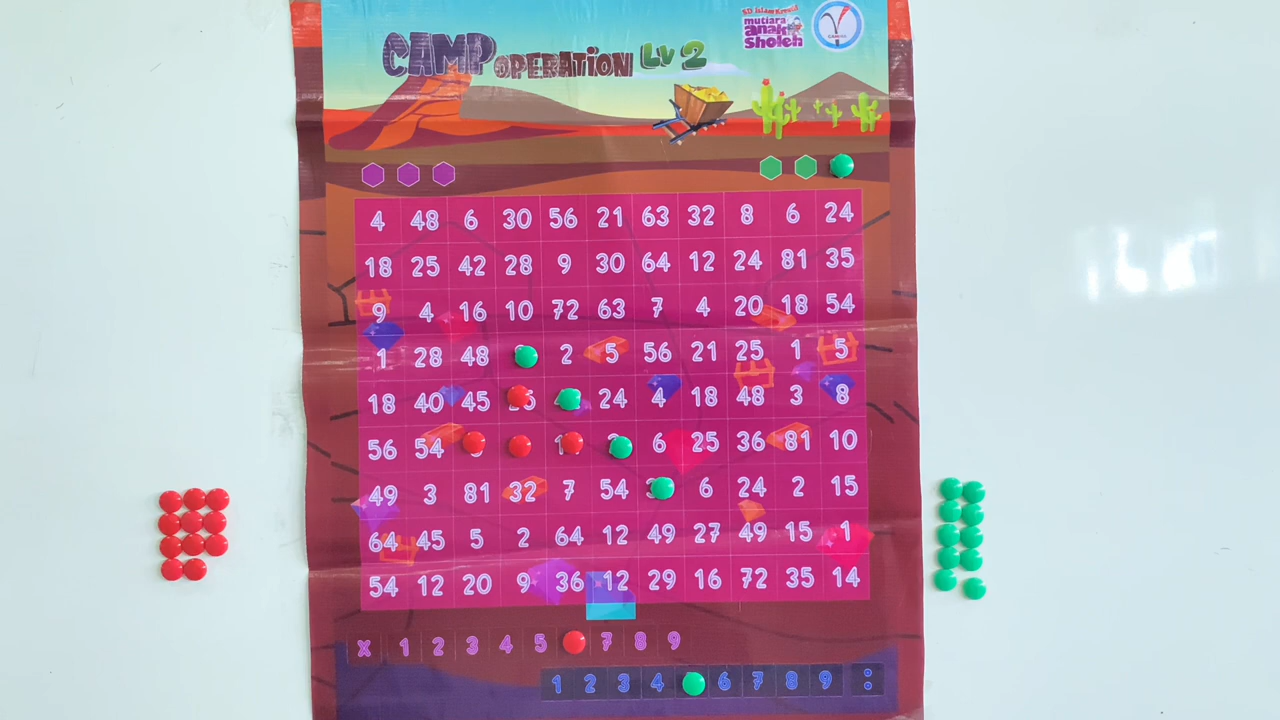 CAMP OPERATION Lv 2
SD Islam Kreatif
mutiara
anak
Sholeh
4 48 6 30 56 21 63 32 8 6 24
18 25 42 28 9 30 64 12 24 81 35
9 4 16 10 72 63 7 4 20 18 54
1 28 48 2 5 56 21 25 1 5
18 40 45 24 4 18 48 3 8
56 54 6 25 36 81 10
49 3 81 32 7 54 6 24 2 15
64 45 5 2 64 12 49 27 49 15 1
54 12 20 9 36 12 29 16 72 35 14
X 1 2 3 4 5 7 8 9
1 2 3 4 6 7 8 9 :